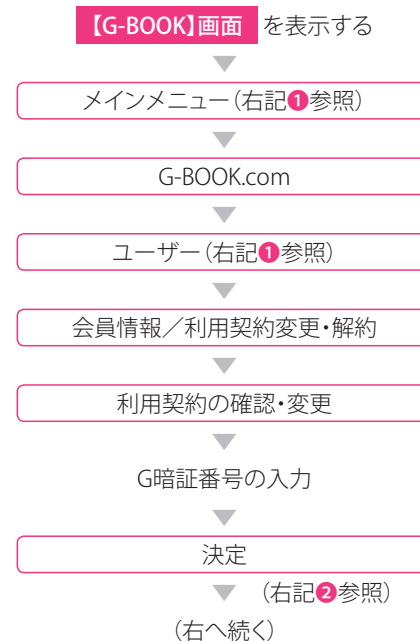 【G-BOOK】画面 を表示する
メインメニュー(右記❶参照)
G-BOOK.com
ユーザー(右記❶参照)
会員情報／利用契約変更・解約
利用契約の確認・変更
G暗証番号の入力
決定
(右記❷参照)
(右へ続く)